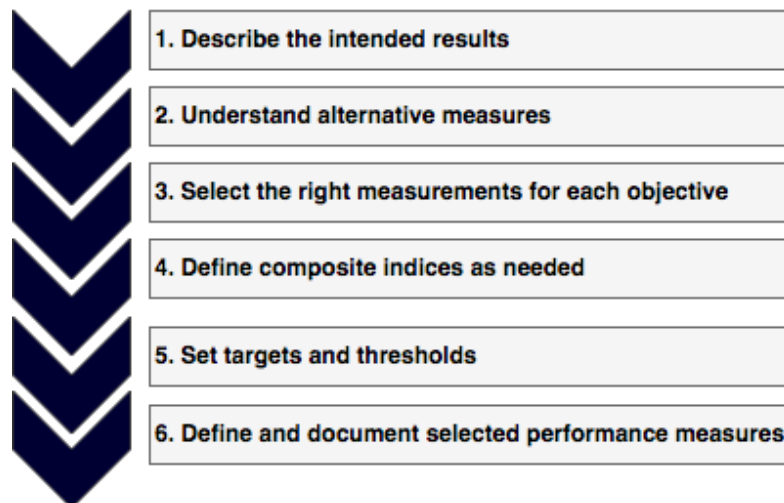 1. Describe the intended results
2. Understand alternative measures
3. Select the right measurements for each objective
4. Define composite indices as needed
5. Set targets and thresholds
6. Define and document selected performance measures